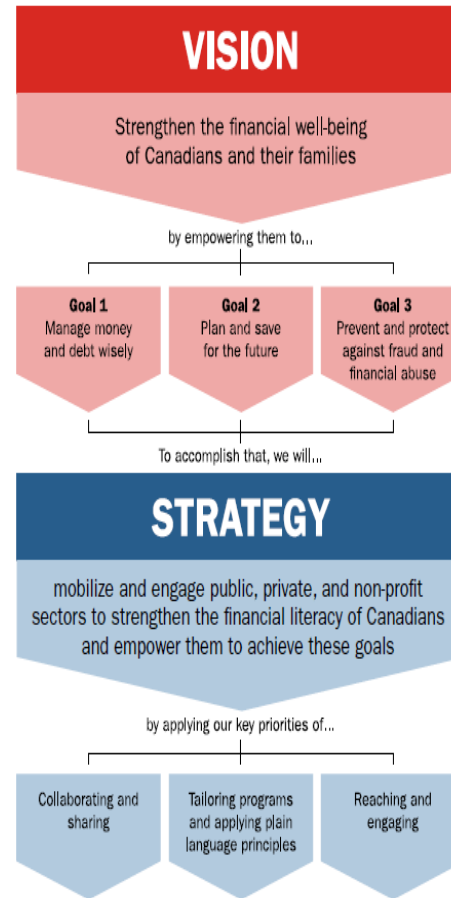 VISION
Strengthen the financial well-being
of Canadians and their families
by empowering them to...
Goal 1
Manage money
and debt wisely
Goal 2
Plan and save
for the future
Goal 3
Prevent and protect
against fraud and
financial abuse
To accomplish that, we will...
STRATEGY
mobilize and engage public, private, and non-profit
sectors to strengthen the financial literacy of Canadians
and empower them to achieve these goals
by applying our key priorities of...
Collaborating and
sharing
Tailoring programs
and applying plain
language principles
Reaching and
engaging